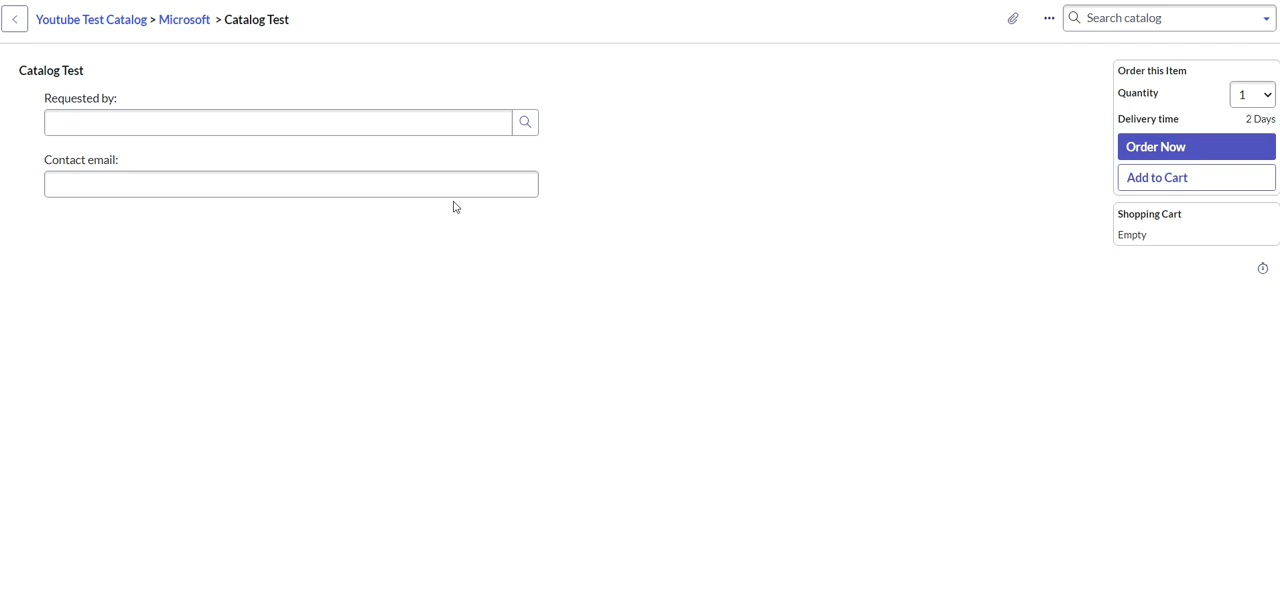 Youtube Test Catalog > Microsoft > Catalog Test
Search catalog
Catalog Test
Requested by:
Contact email:
Order this Item
Quantity
1
Delivery time
2 Days
Order Now
Add to Cart
Shopping Cart
Empty